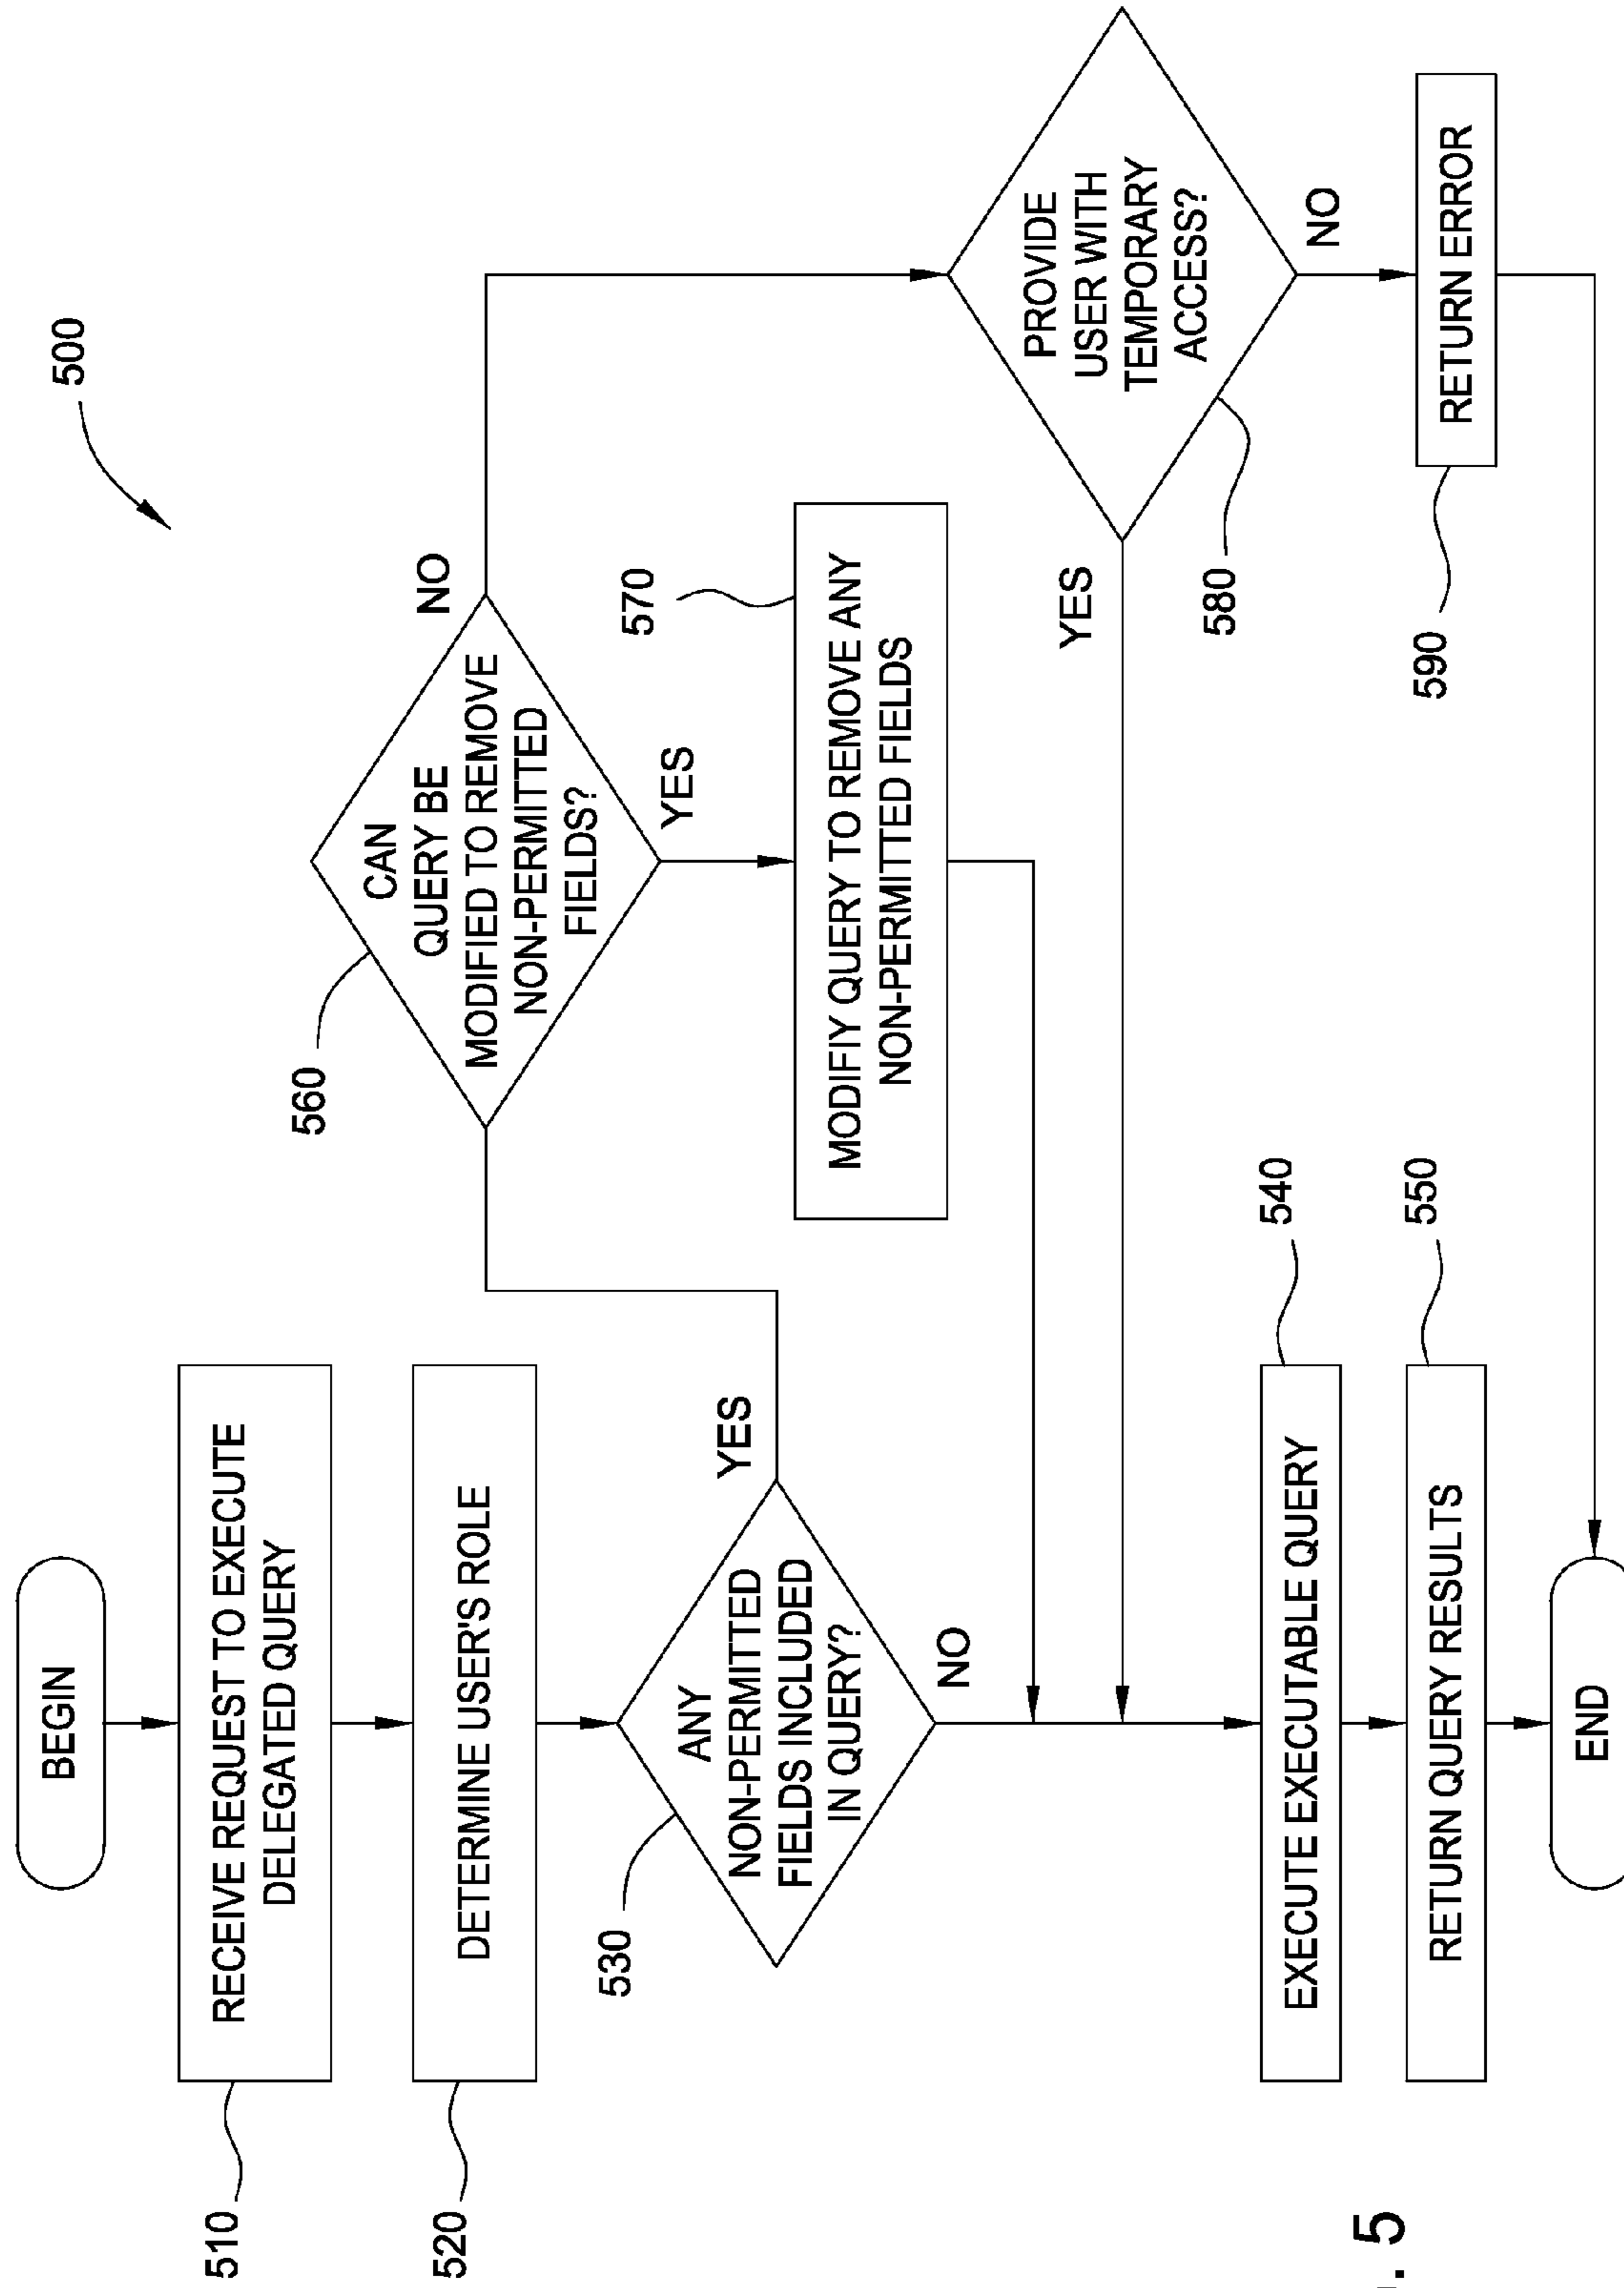 500
BEGIN
510
RECEIVE REQUEST TO EXECUTE
DELEGATED QUERY
520
DETERMINE USER'S ROLE
530
ANY
NON-PERMITTED
FIELDS INCLUDED
IN QUERY?
YES
NO
560
CAN
QUERY BE
MODIFIED TO REMOVE
NON-PERMITTED
FIELDS?
NO
YES
570
MODIFIY QUERY TO REMOVE ANY
NON-PERMITTED FIELDS
PROVIDE
USER WITH
TEMPORARY
ACCESS?
YES
NO
580
540
EXECUTE EXECUTABLE QUERY
550
RETURN QUERY RESULTS
590
RETURN ERROR
END
. 5